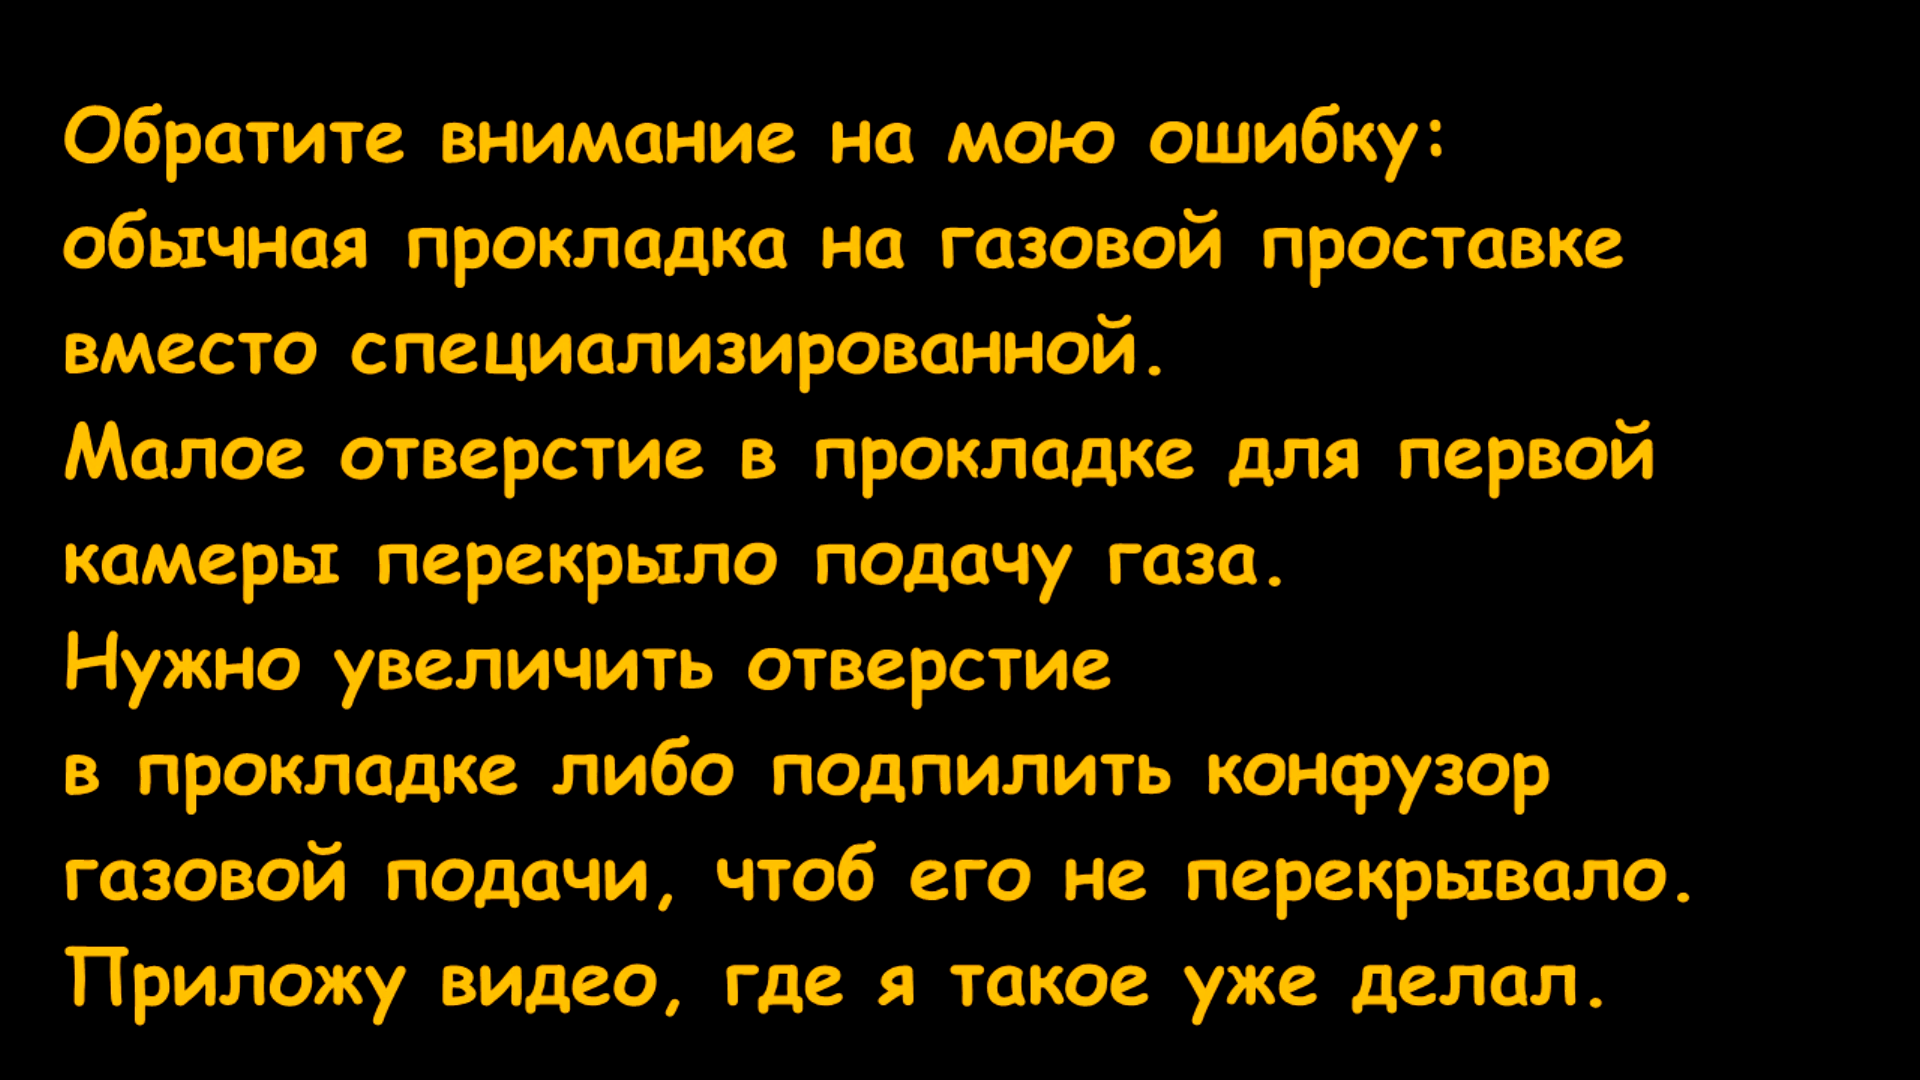 Обратите внимание на мою ошибку:
обычная прокладка на газовой проставке
вместо специализированной.
Малое отверстие в прокладке для первой
камеры перекрыло подачу газа.
Нужно увеличить отверстие
в прокладке либо подпилить конфузор
газовой подачи, чтоб его не перекрывало.
Приложу видео, где я такое уже делал.